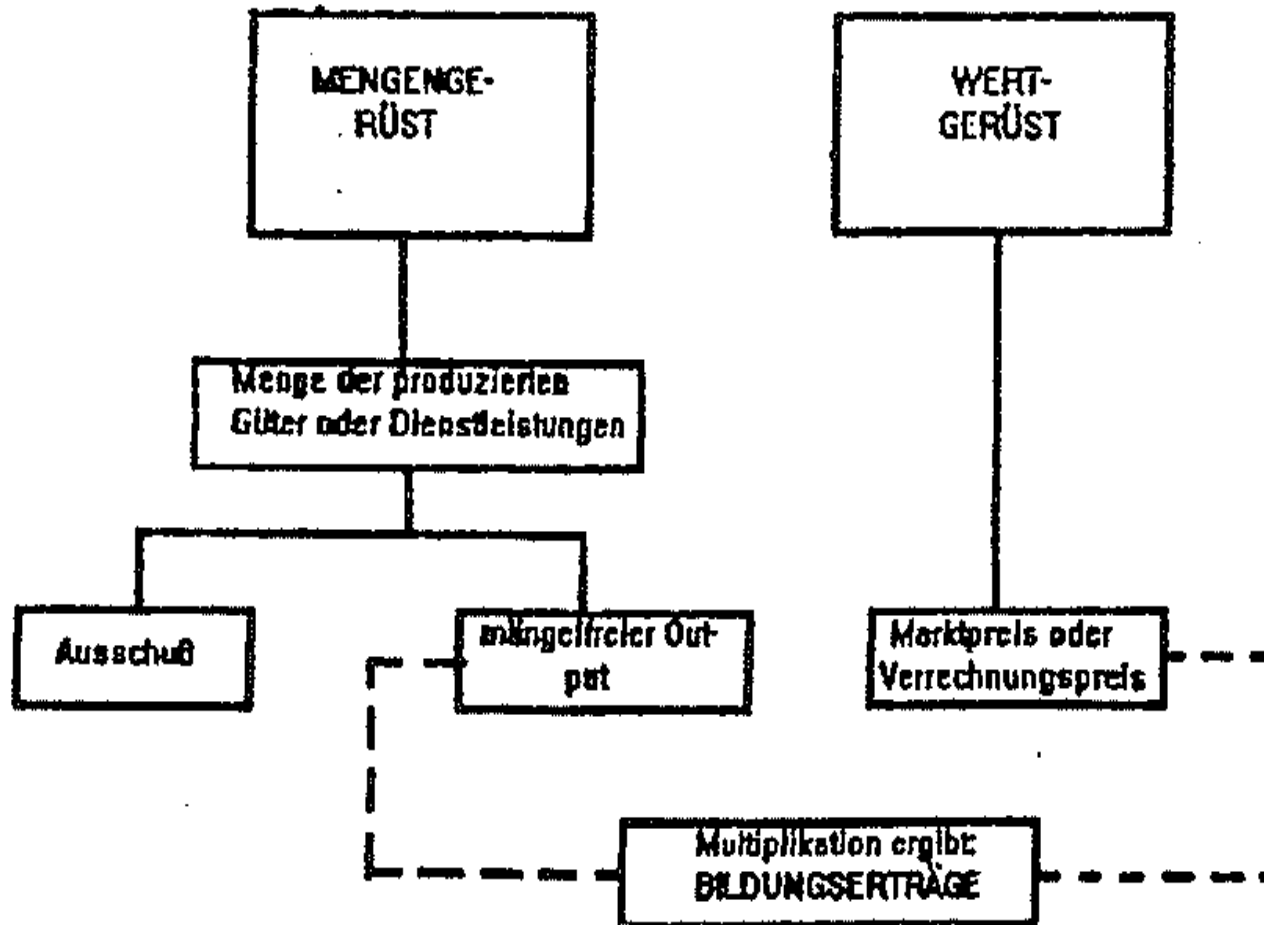 MENGENGE-
RÜST
WERT-
GERÜST
Menge der produzierten
Güter oder Dienstleistungen
Ausschuß
mängelfreier Out-
put
Marktpreis oder
Verrechnungspreis
Multiplikation ergibt:
BILDUNGSERTRÄGE